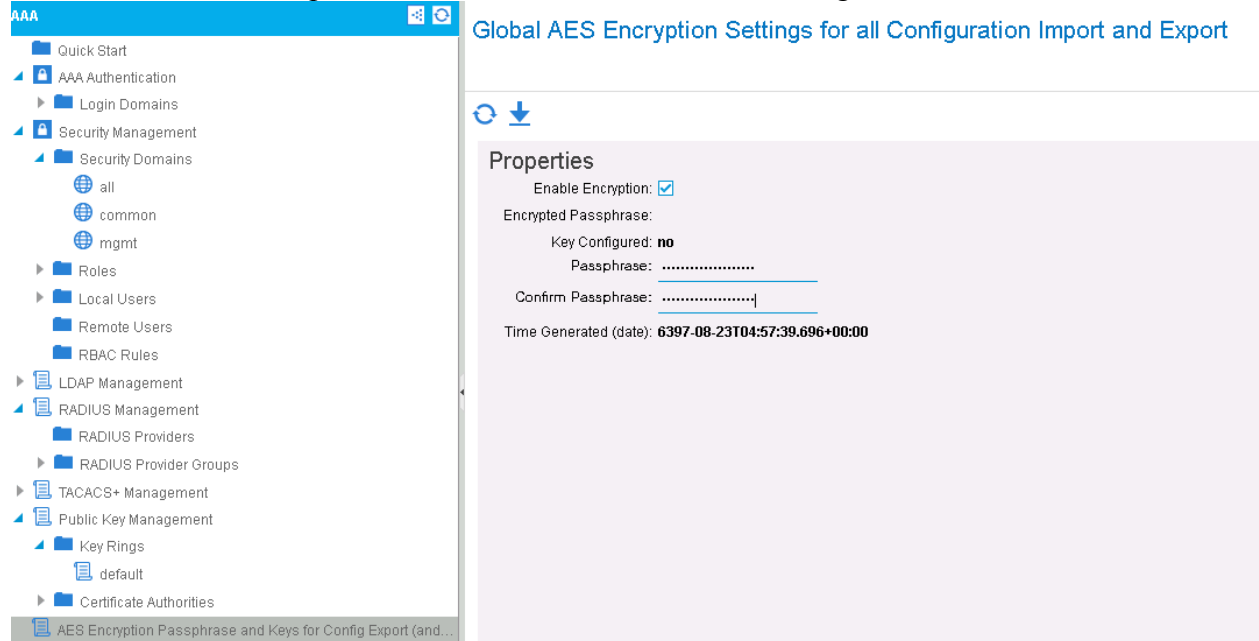 AAA
Quick Start
AAA Authentication
Login Domains
Security Management
Security Domains
all
common
mgmt
Roles
Local Users
Remote Users
RBAC Rules
LDAP Management
RADIUS Management
RADIUS Providers
RADIUS Provider Groups
TACACS+ Management
Public Key Management
Key Rings
default
Certificate Authorities
AES Encryption Passphrase and Keys for Config Export (and...
Global AES Encryption Settings for all Configuration Import and Export
Properties
Enable Encryption:
Encrypted Passphrase:
Key Configured: no
Passphrase: ····················
Confirm Passphrase: ····················
Time Generated (date): 6397-08-23T04:57:39.696+00:00